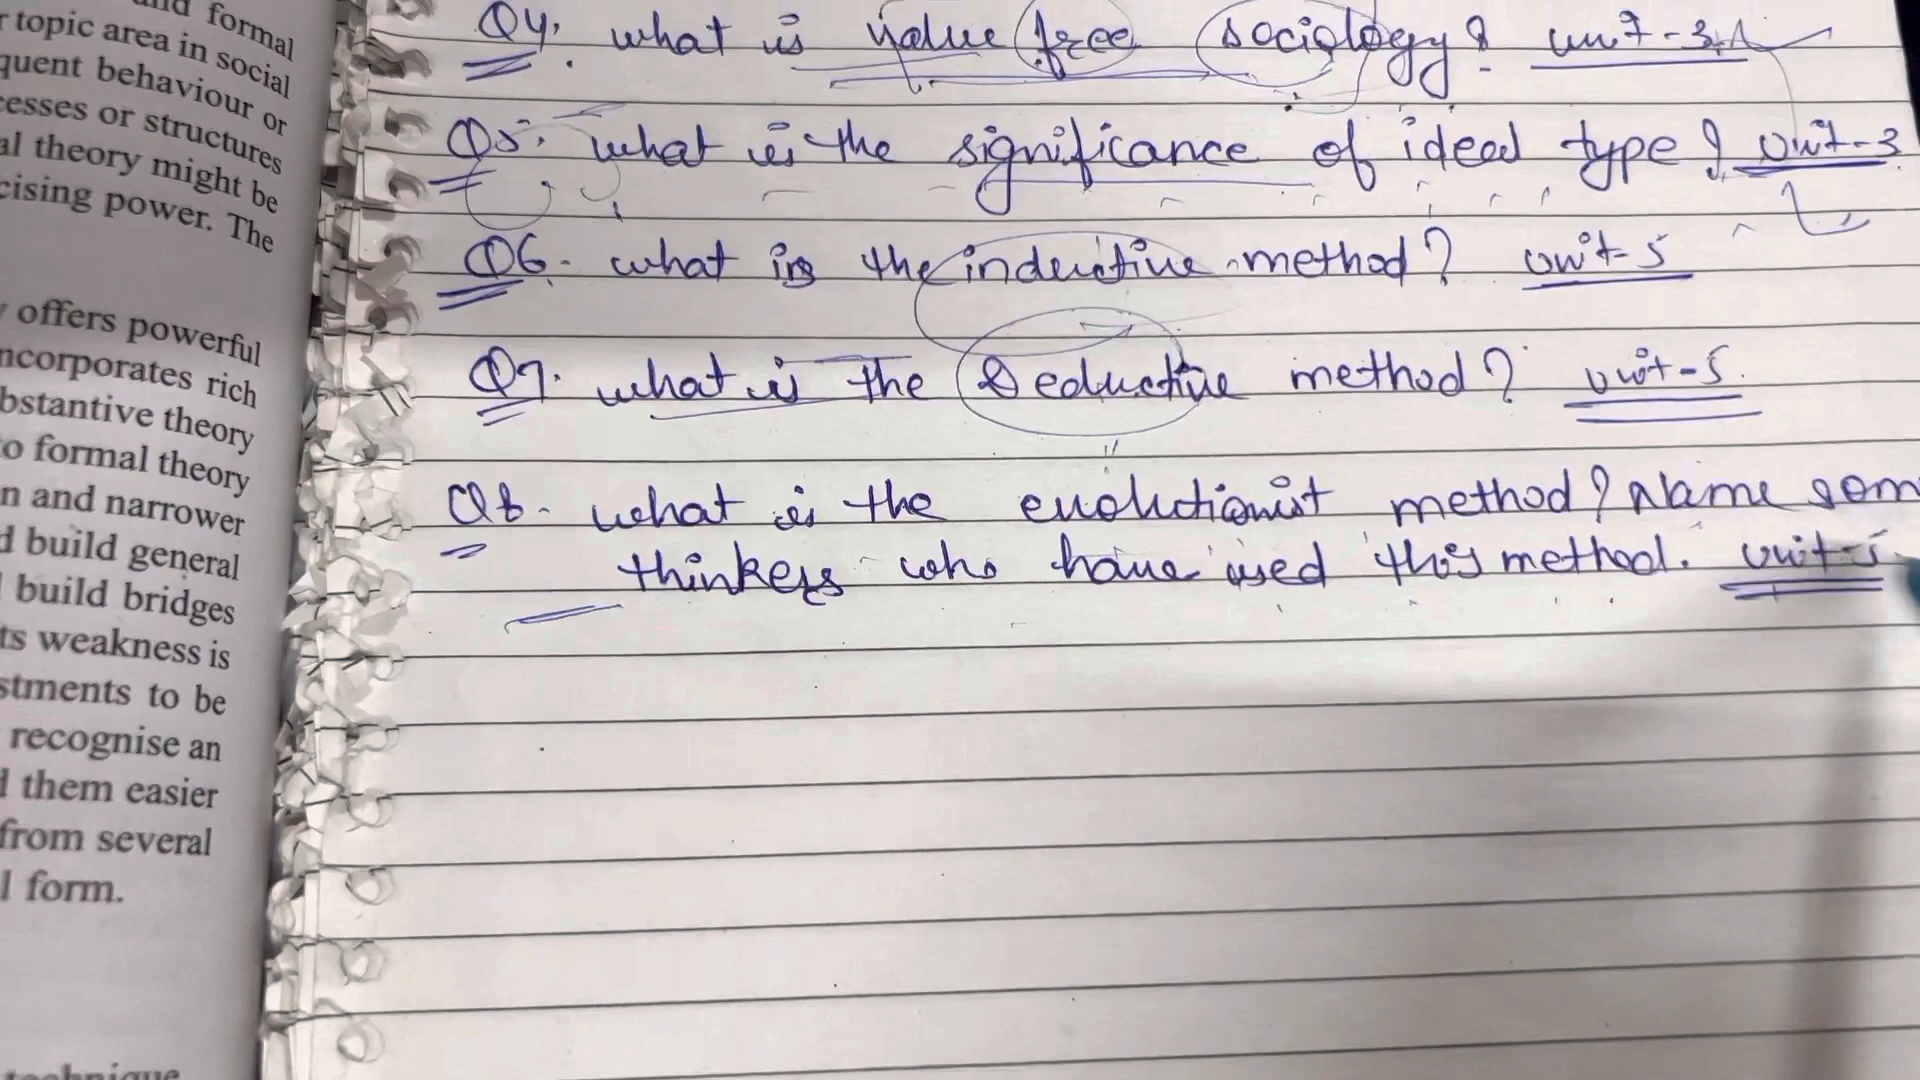 and formal
topic area in social
quent behaviour or
cesses or structures
al theory might be
cising power. The
offers powerful
ncorporates rich
bstantive theory
o formal theory
n and narrower
d build general
build bridges
ts weakness is
stments to be
recognise an
d them easier
from several
l form.
technique
Q4. what is value free sociology? unit-3
Q5. what is the significance of ideal type? unit-3
Q6. what is the inductive method? unit-5
Q7. what is the Deductive method? unit-5.
Q8. what is the evolutionist method? Name som
thinkers who have used this method. unit-5